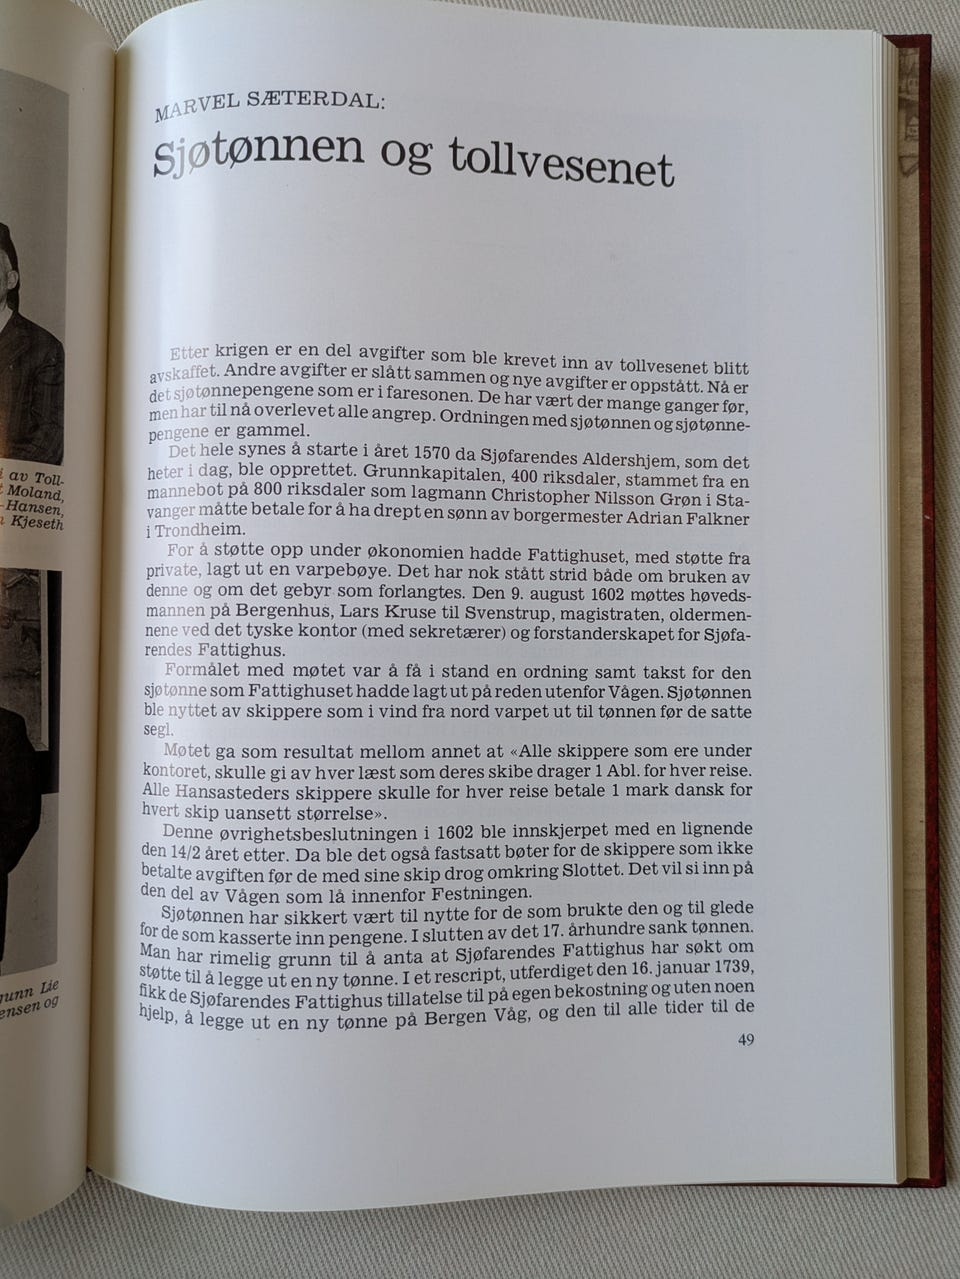 av Toll-
Moland,
-Hansen,
Kjeseth
unn Lie
ensen og
MARVEL SÆTERDAL:
Sjøtønnen og tollvesenet
Etter krigen er en del avgifter som ble krevet inn av tollvesenet blitt
avskaffet. Andre avgifter er slått sammen og nye avgifter er oppstått. Nå er
det sjøtønnepengene som er i faresonen. De har vært der mange ganger før,
men har til nå overlevet alle angrep. Ordningen med sjøtønnen og sjøtønne-
pengene er gammel.
Det hele synes å starte i året 1570 da Sjøfarendes Aldershjem, som det
heter i dag, ble opprettet. Grunnkapitalen, 400 riksdaler, stammet fra en
mannebot på 800 riksdaler som lagmann Christopher Nilsson Grøn i Sta-
vanger måtte betale for å ha drept en sønn av borgermester Adrian Falkner
i Trondheim.
For å støtte opp under økonomien hadde Fattighuset, med støtte fra
private, lagt ut en varpebøye. Det har nok stått strid både om bruken av
denne og om det gebyr som forlangtes. Den 9. august 1602 møttes høveds-
mannen på Bergenhus, Lars Kruse til Svenstrup, magistraten, oldermen-
nene ved det tyske kontor (med sekretærer) og forstanderskapet for Sjøfa-
rendes Fattighus.
Formålet med møtet var å få i stand en ordning samt takst for den
sjøtønne som Fattighuset hadde lagt ut på reden utenfor Vågen. Sjøtønnen
ble nyttet av skippere som i vind fra nord varpet ut til tønnen før de satte
segl.
Møtet ga som resultat mellom annet at «Alle skippere som ere under
kontoret, skulle gi av hver læst som deres skibe drager 1 Abl. for hver reise.
Alle Hansasteders skippere skulle for hver reise betale 1 mark dansk for
hvert skip uansett størrelse».
Denne øvrighetsbeslutningen i 1602 ble innskjerpet med en lignende
den 14/2 året etter. Da ble det også fastsatt bøter for de skippere som ikke
betalte avgiften før de med sine skip drog omkring Slottet. Det vil si inn på
den del av Vågen som lå innenfor Festningen.
Sjøtønnen har sikkert vært til nytte for de som brukte den og til glede
for de som kasserte inn pengene. I slutten av det 17. århundre sank tønnen.
Man har rimelig grunn til å anta at Sjøfarendes Fattighus har søkt om
støtte til å legge ut en ny tønne. I et rescript, utferdiget den 16. januar 1739,
fikk de Sjøfarendes Fattighus tillatelse til på egen bekostning og uten noen
hjelp, å legge ut en ny tønne på Bergen Våg, og den til alle tider til de
49